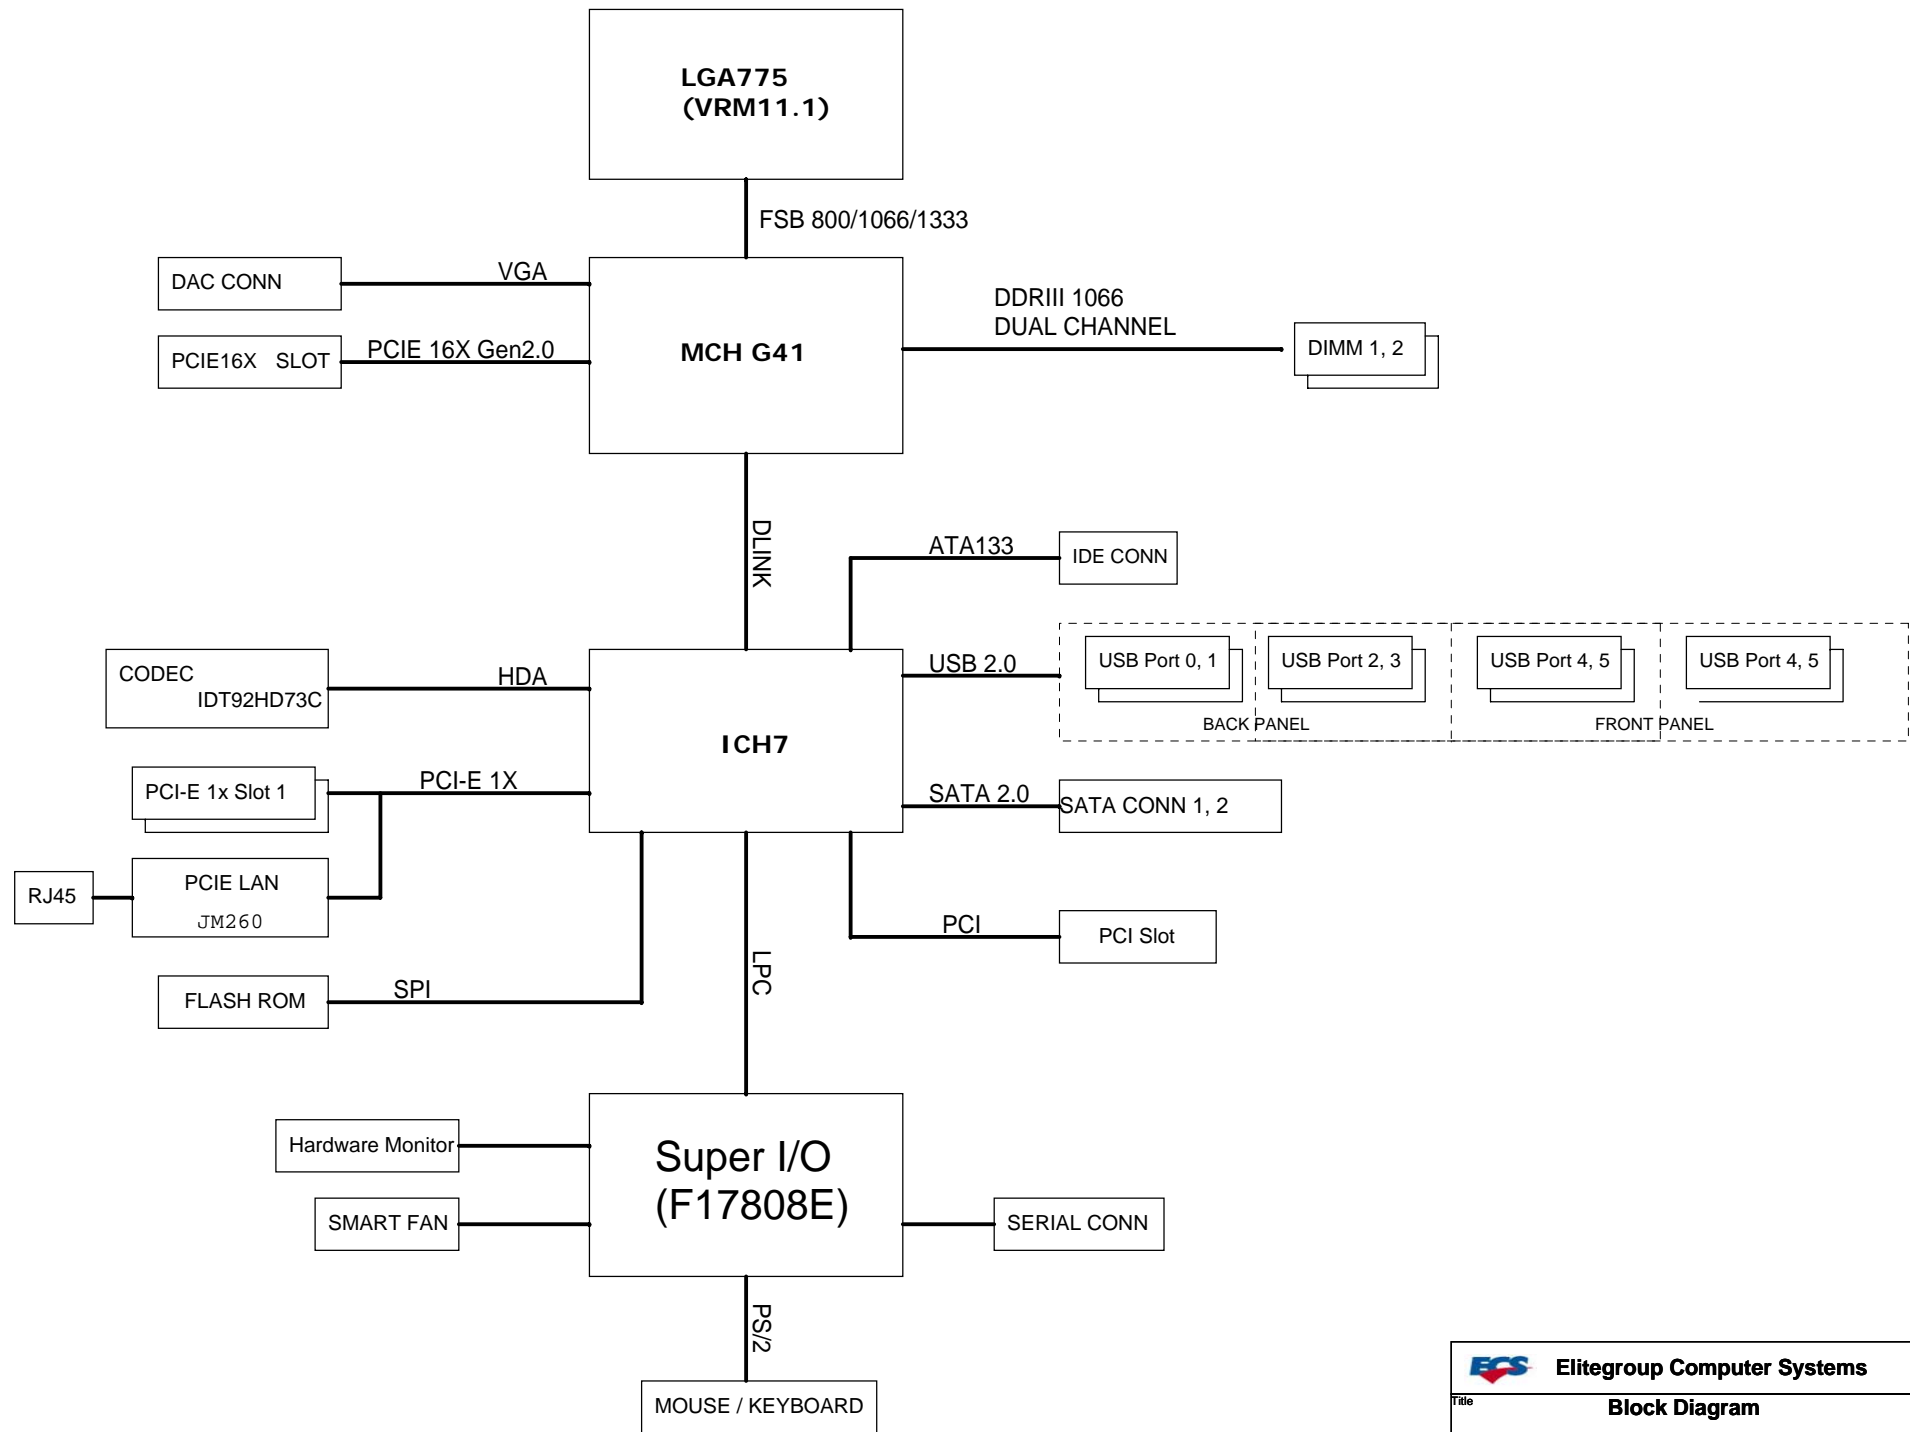 LGA775
(VRM11.1)
FSB 800/1066/1333
DAC CONN
VGA
DDRIII 1066
DUAL CHANNEL
PCIE16X SLOT
PCIE 16X Gen2.0
MCH G41
DIMM 1, 2
DLINK
ATA133
IDE CONN
CODEC
IDT92HD73C
HDA
USB 2.0
USB Port 0, 1
USB Port 2, 3
USB Port 4, 5
USB Port 4, 5
BACK PANEL
FRONT PANEL
ICH7
PCI-E 1x Slot 1
PCI-E 1X
SATA 2.0
SATA CONN 1, 2
RJ45
PCIE LAN
JM260
PCI
PCI Slot
LPC
FLASH ROM
SPI
Hardware Monitor
Super I/O
(F17808E)
SMART FAN
SERIAL CONN
PS/2
MOUSE / KEYBOARD
ECS
Elitegroup Computer Systems
Title
Block Diagram